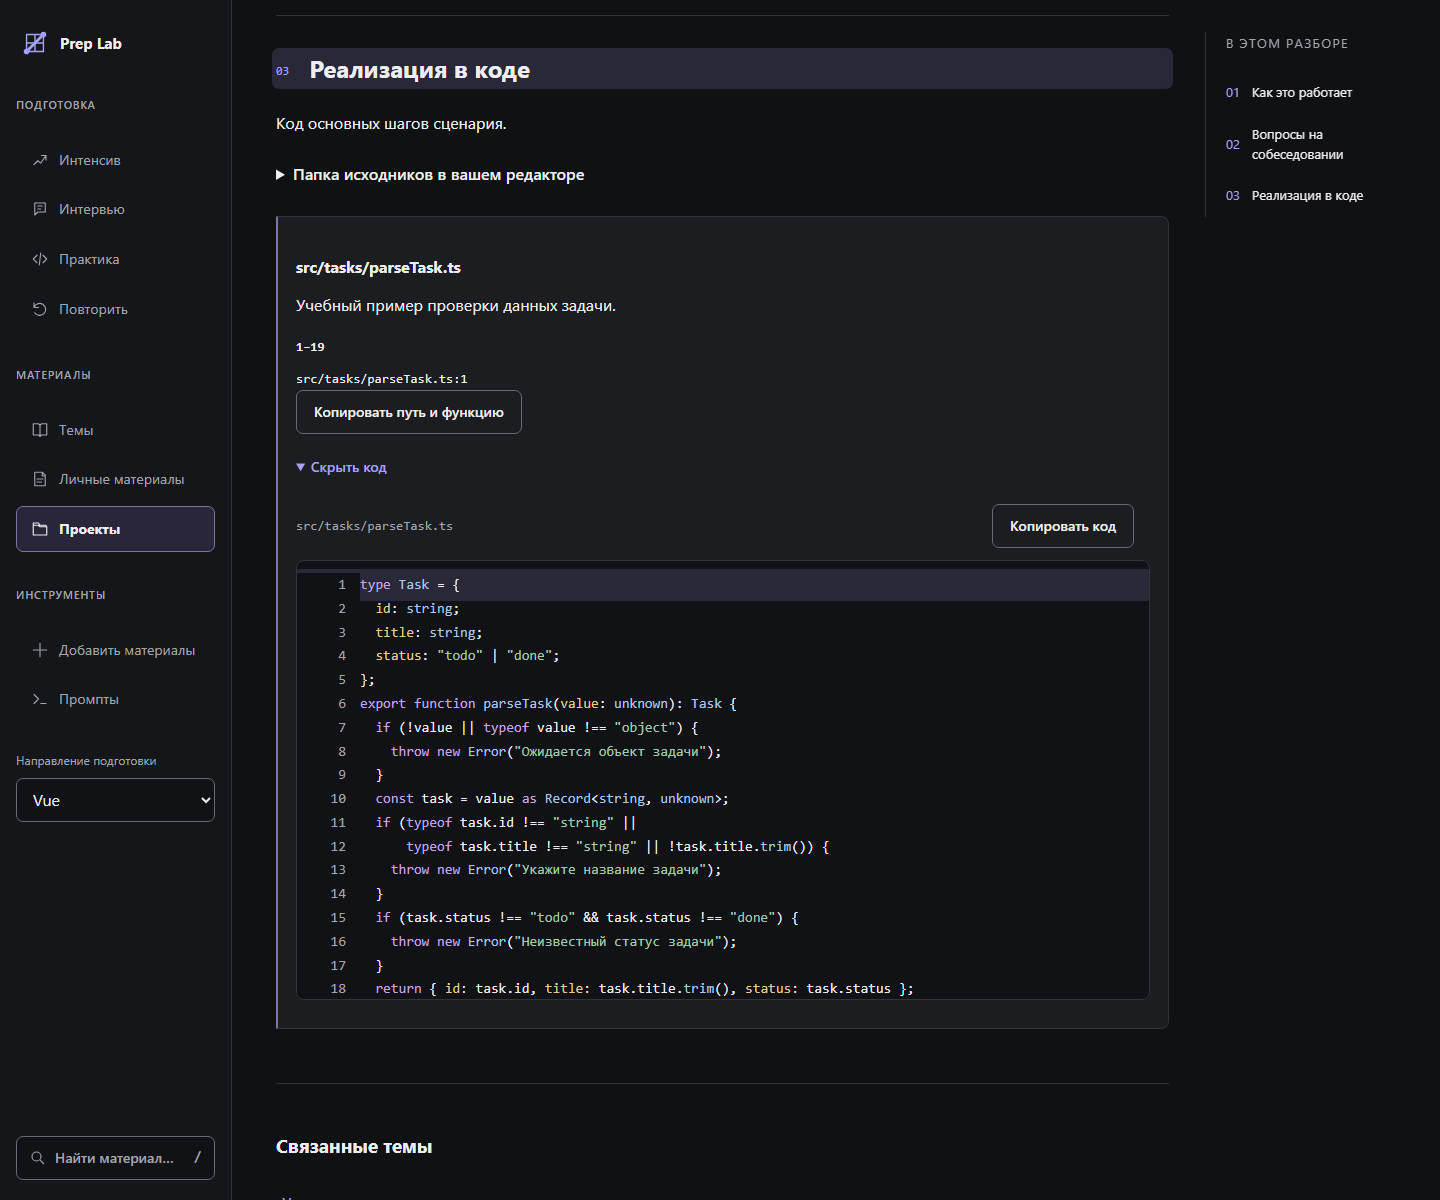 Prep Lab
ПОДГОТОВКА
Интенсив
Интервью
Практика
Повторить
МАТЕРИАЛЫ
Темы
Личные материалы
Проекты
ИНСТРУМЕНТЫ
Добавить материалы
Промпты
Направление подготовки
Vue
Найти материал... /
03 Реализация в коде
Код основных шагов сценария.
Папка исходников в вашем редакторе
src/tasks/parseTask.ts
Учебный пример проверки данных задачи.
1–19
src/tasks/parseTask.ts:1
Копировать путь и функцию
Скрыть код
src/tasks/parseTask.ts
Копировать код
1 type Task = {
2   id: string;
3   title: string;
4   status: "todo" | "done";
5 };
6 export function parseTask(value: unknown): Task {
7   if (!value || typeof value !== "object") {
8     throw new Error("Ожидается объект задачи");
9   }
10   const task = value as Record<string, unknown>;
11   if (typeof task.id !== "string" ||
12       typeof task.title !== "string" || !task.title.trim()) {
13     throw new Error("Укажите название задачи");
14   }
15   if (task.status !== "todo" && task.status !== "done") {
16     throw new Error("Неизвестный статус задачи");
17   }
18   return { id: task.id, title: task.title.trim(), status: task.status };
Связанные темы
В ЭТОМ РАЗБОРЕ
01 Как это работает
02 Вопросы на
собеседовании
03 Реализация в коде